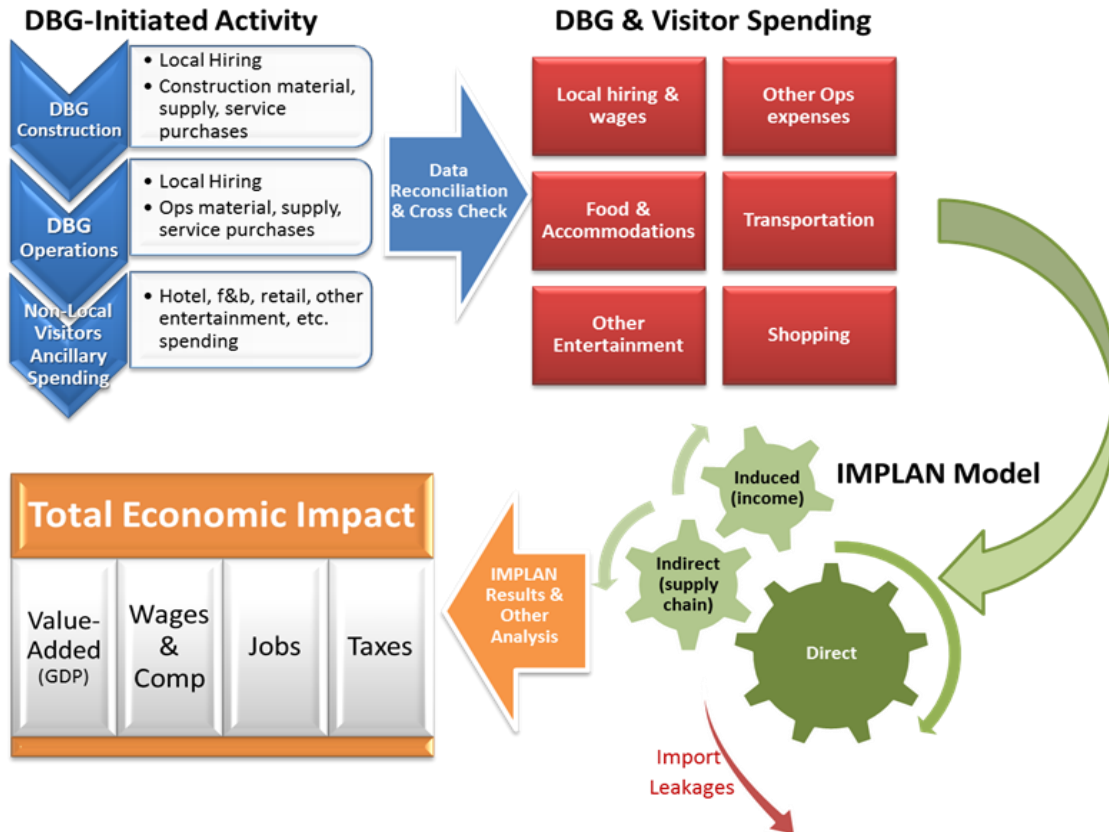 DBG-Initiated Activity
DBG
Construction
• Local Hiring
• Construction material,
supply, service
purchases
DBG
Operations
• Local Hiring
• Ops material, supply,
service purchases
Non-Local
Visitors
Ancillary
Spending
• Hotel, f&b, retail, other
entertainment, etc.
spending
Data
Reconciliation
& Cross Check
DBG & Visitor Spending
Local hiring &
wages
Other Ops
expenses
Food &
Accommodations
Transportation
Other
Entertainment
Shopping
IMPLAN Model
Induced
(income)
Indirect
(supply
chain)
Direct
Import
Leakages
IMPLAN
Results &
Other
Analysis
Total Economic Impact
Value-
Added
(GDP)
Wages
&
Comp
Jobs
Taxes